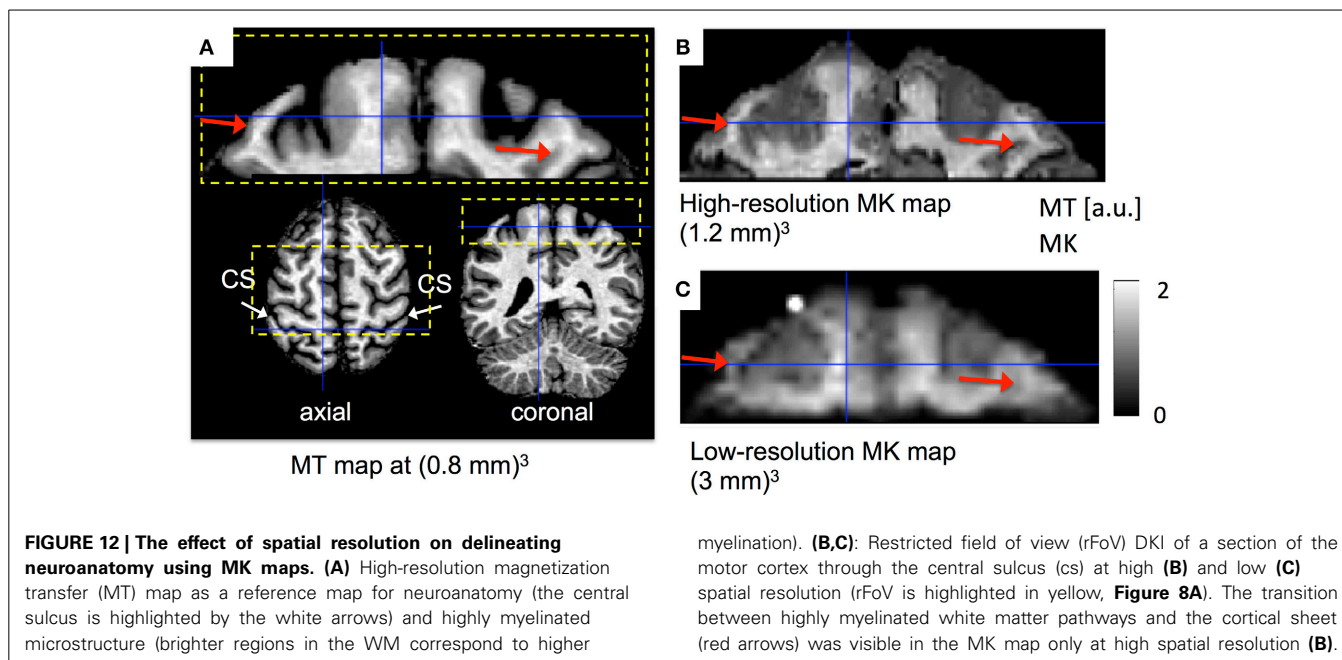 A
CS
CS
axial
coronal
MT map at (0.8 mm)³
B
High-resolution MK map
(1.2 mm)³
MT [a.u.]
MK
C
2
0
Low-resolution MK map
(3 mm)³
FIGURE 12 | The effect of spatial resolution on delineating
neuroanatomy using MK maps. (A) High-resolution magnetization
transfer (MT) map as a reference map for neuroanatomy (the central
sulcus is highlighted by the white arrows) and highly myelinated
microstructure (brighter regions in the WM correspond to higher
myelination). (B,C): Restricted field of view (rFoV) DKI of a section of the
motor cortex through the central sulcus (cs) at high (B) and low (C)
spatial resolution (rFoV is highlighted in yellow, Figure 8A). The transition
between highly myelinated white matter pathways and the cortical sheet
(red arrows) was visible in the MK map only at high spatial resolution (B).